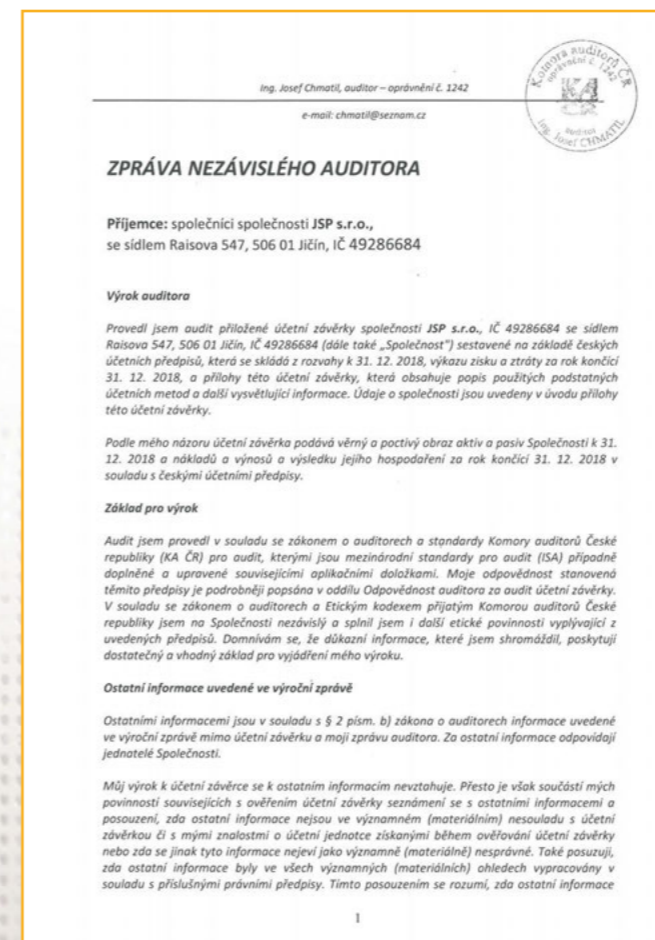 Komora auditorů ČR
oprávnění č. 1242
auditor
Ing. Josef CHMATIL
Ing. Josef Chmatil, auditor – oprávnění č. 1242
e-mail: chmatil@seznam.cz
ZPRÁVA NEZÁVISLÉHO AUDITORA
Příjemce: společníci společnosti JSP s.r.o.,
se sídlem Raisova 547, 506 01 Jičín, IČ 49286684
Výrok auditora
Provedl jsem audit přiložené účetní závěrky společnosti JSP s.r.o., IČ 49286684 se sídlem
Raisova 547, 506 01 Jičín, IČ 49286684 (dále také „Společnost") sestavené na základě českých
účetních předpisů, která se skládá z rozvahy k 31. 12. 2018, výkazu zisku a ztráty za rok končící
31. 12. 2018, a přílohy této účetní závěrky, která obsahuje popis použitých podstatných
účetních metod a další vysvětlující informace. Údaje o společnosti jsou uvedeny v úvodu přílohy
této účetní závěrky.
Podle mého názoru účetní závěrka podává věrný a poctivý obraz aktiv a pasiv Společnosti k 31.
12. 2018 a nákladů a výnosů a výsledku jejího hospodaření za rok končící 31. 12. 2018 v
souladu s českými účetními předpisy.
Základ pro výrok
Audit jsem provedl v souladu se zákonem o auditorech a standardy Komory auditorů České
republiky (KA ČR) pro audit, kterými jsou mezinárodní standardy pro audit (ISA) případně
doplněné a upravené souvisejícími aplikačními doložkami. Moje odpovědnost stanovená
těmito předpisy je podrobněji popsána v oddílu Odpovědnost auditora za audit účetní závěrky.
V souladu se zákonem o auditorech a Etickým kodexem přijatým Komorou auditorů České
republiky jsem na Společnosti nezávislý a splnil jsem i další etické povinnosti vyplývající z
uvedených předpisů. Domnívám se, že důkazní informace, které jsem shromáždil, poskytují
dostatečný a vhodný základ pro vyjádření mého výroku.
Ostatní informace uvedené ve výroční zprávě
Ostatními informacemi jsou v souladu s § 2 písm. b) zákona o auditorech informace uvedené
ve výroční zprávě mimo účetní závěrku a moji zprávu auditora. Za ostatní informace odpovídají
jednatelé Společnosti.
Můj výrok k účetní závěrce se k ostatním informacím nevztahuje. Přesto je však součástí mých
povinností souvisejících s ověřením účetní závěrky seznámení se s ostatními informacemi a
posouzení, zda ostatní informace nejsou ve významném (materiálním) nesouladu s účetní
závěrkou či s mými znalostmi o účetní jednotce získanými během ověřování účetní závěrky
nebo zda se jinak tyto informace nejeví jako významně (materiálně) nesprávné. Také posuzuji,
zda ostatní informace byly ve všech významných (materiálních) ohledech vypracovány v
souladu s příslušnými právními předpisy. Tímto posouzením se rozumí, zda ostatní informace
1